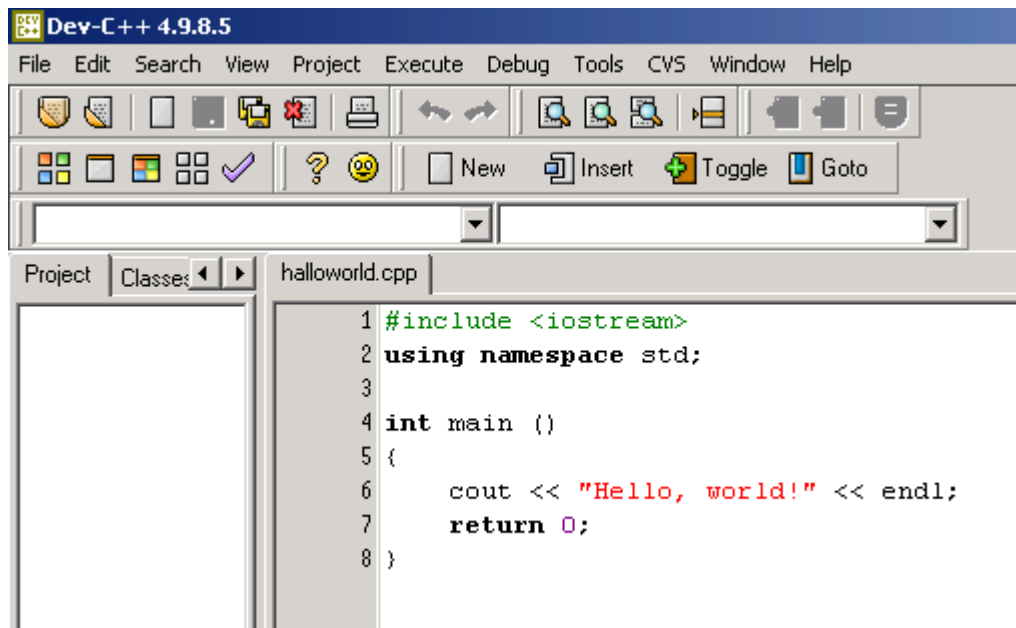 Dev-C++ 4.9.8.5
File Edit Search View Project Execute Debug Tools CVS Window Help
New Insert Toggle Goto
Project Classes halloworld.cpp
1 #include <iostream>
2 using namespace std;
3
4 int main ()
5 {
6 cout << "Hello, world!" << endl;
7 return 0;
8 }